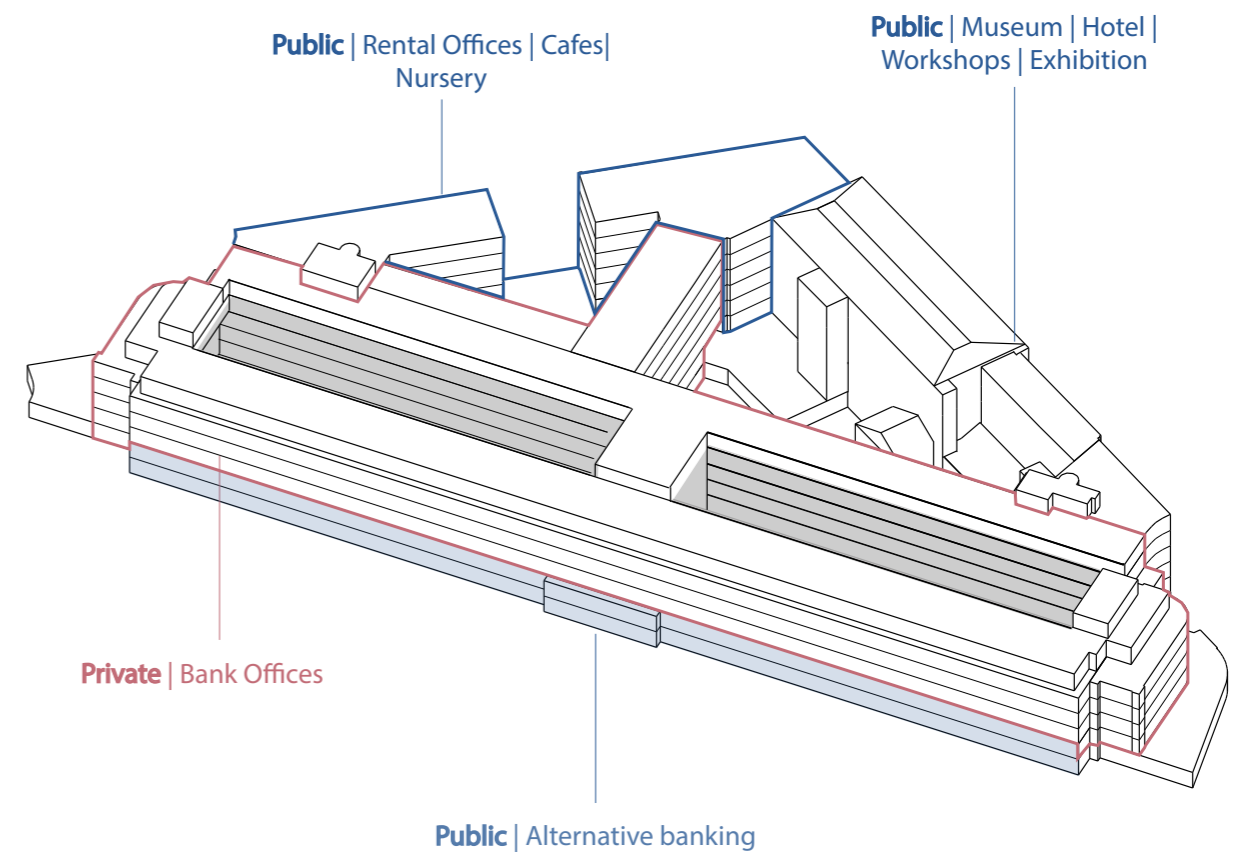 Public | Rental Offices | Cafes|
Nursery
Public | Museum | Hotel |
Workshops | Exhibition
Private | Bank Offices
Public | Alternative banking